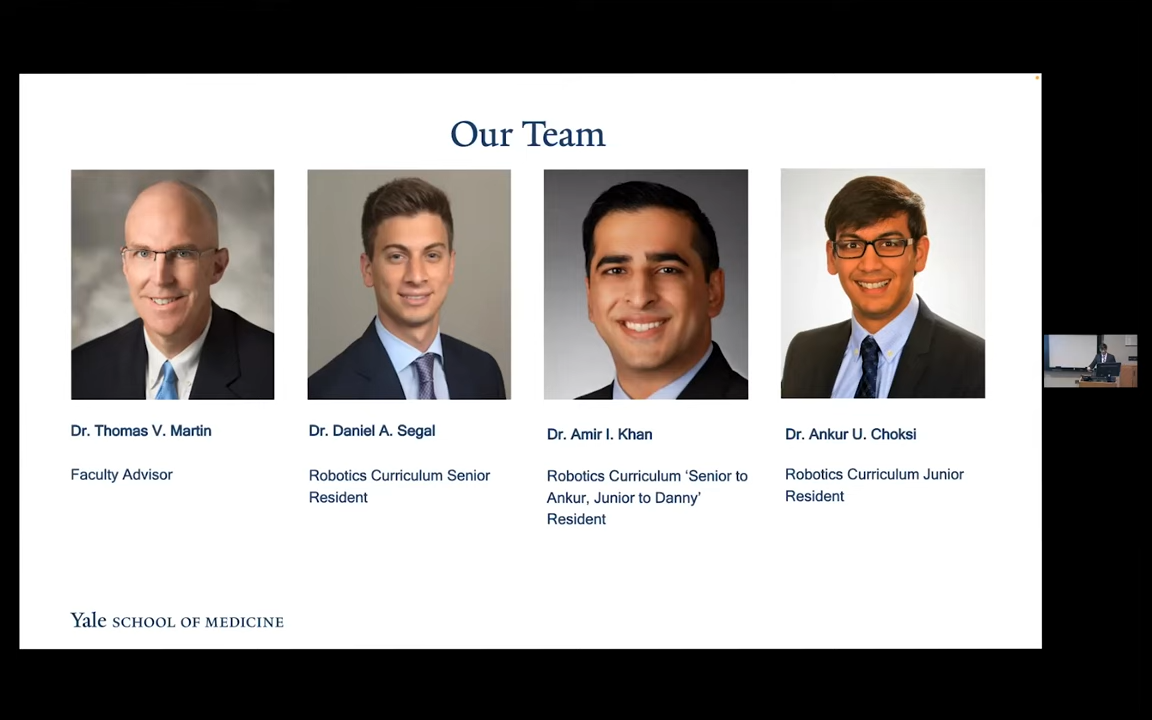 Our Team
Dr. Thomas V. Martin
Faculty Advisor
Dr. Daniel A. Segal
Robotics Curriculum Senior
Resident
Dr. Amir I. Khan
Robotics Curriculum ‘Senior to
Ankur, Junior to Danny’
Resident
Dr. Ankur U. Choksi
Robotics Curriculum Junior
Resident
Yale SCHOOL OF MEDICINE